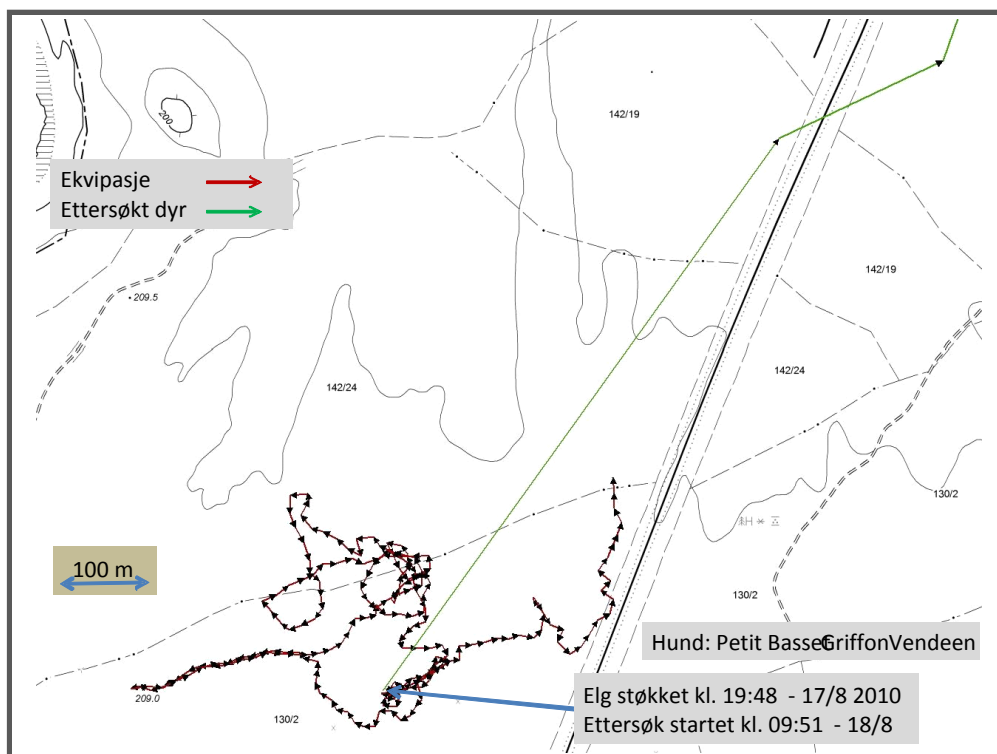 142/19
200
Ekvipasje
Ettersøkt dyr
142/19
209.5
142/24
142/24
130/2
100 m
130/2
Hund: Petit Basset GriffonVendeen
209.0
130/2
Elg støkket kl. 19:48 - 17/8 2010
Ettersøk startet kl. 09:51 - 18/8